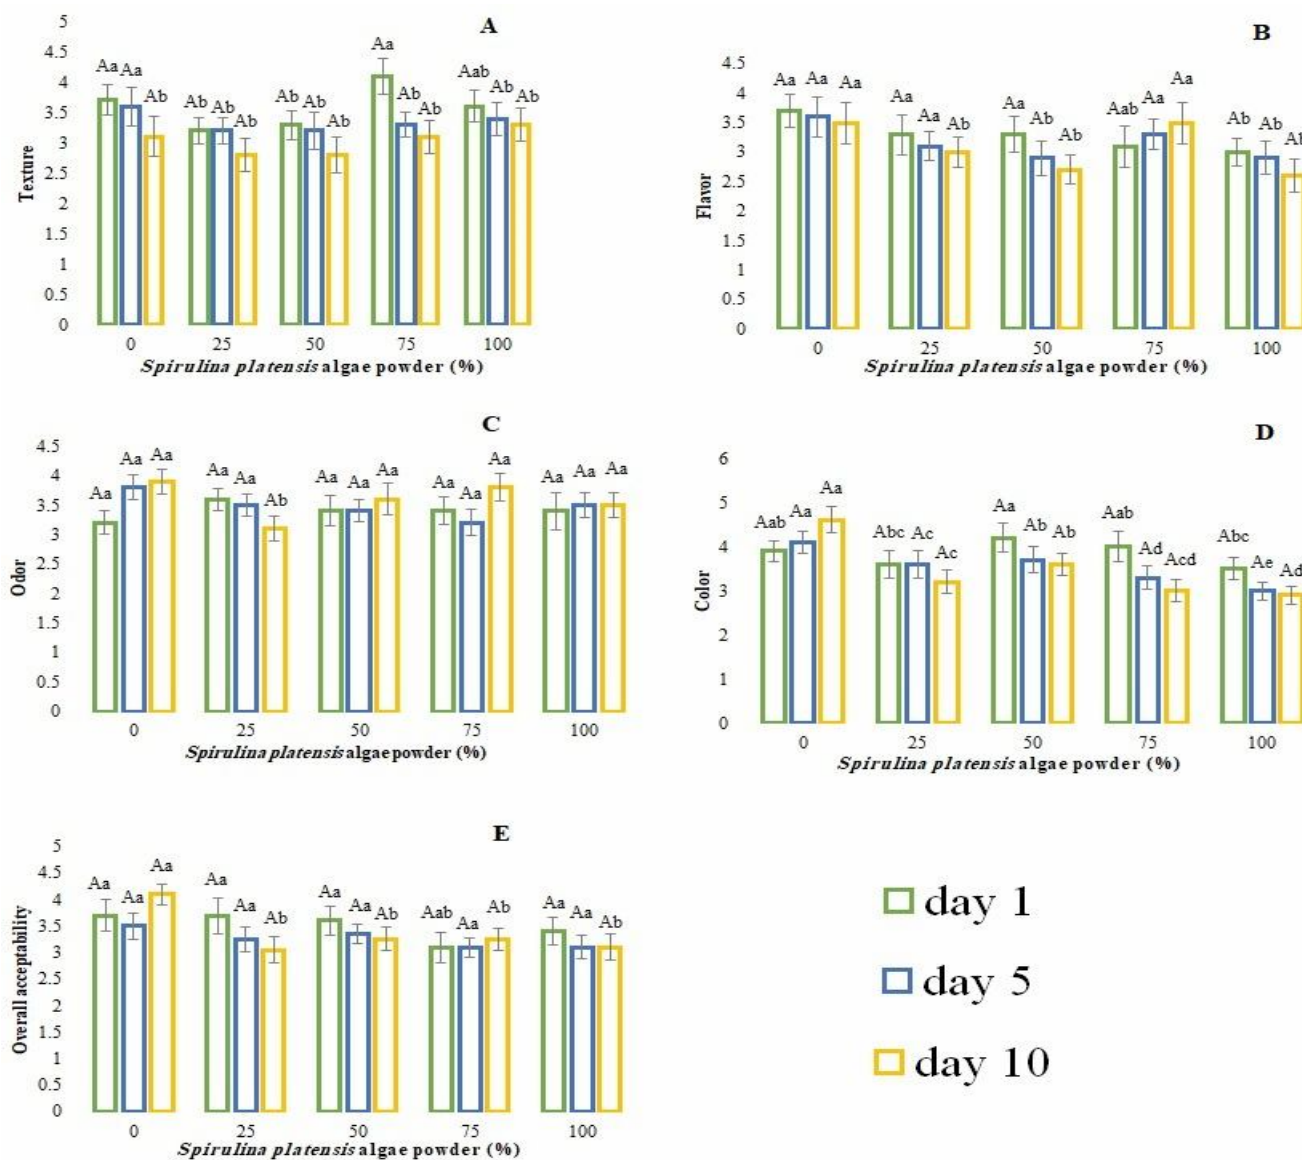 A
5
4.5
4
3.5
3
2.5
2
1.5
1
0.5
0
Texture
Aa Aa Ab
Ab Ab Ab
Ab Ab Ab
Aa Ab Ab
Aab Ab Ab
0 25 50 75 100
Spirulina platensis algae powder (%)
B
4.5
4
3.5
3
2.5
2
1.5
1
0.5
0
Flavor
Aa Aa Aa
Aa Aa Ab
Aa Ab Ab
Aab Aa Aa
Ab Ab Ab
0 25 50 75 100
Spirulina platensis algae powder (%)
C
4.5
4
3.5
3
2.5
2
1.5
1
0.5
0
Odor
Aa Aa Aa
Aa Aa Ab
Aa Aa Aa
Aa Aa Aa
Aa Aa Aa
0 25 50 75 100
Spirulina platensis algae powder (%)
D
6
5
4
3
2
1
0
Color
Aab Aa Aa
Abc Ac Ac
Aa Ab Ab
Aab Ad Acd
Abc Ae Ad
0 25 50 75 100
Spirulina platensis algae powder (%)
E
5
4.5
4
3.5
3
2.5
2
1.5
1
0.5
0
Overall acceptability
Aa Aa Aa
Aa Aa Ab
Aa Aa Ab
Aab Aa Ab
Aa Aa Ab
0 25 50 75 100
Spirulina platensis algae powder (%)
day 1
day 5
day 10